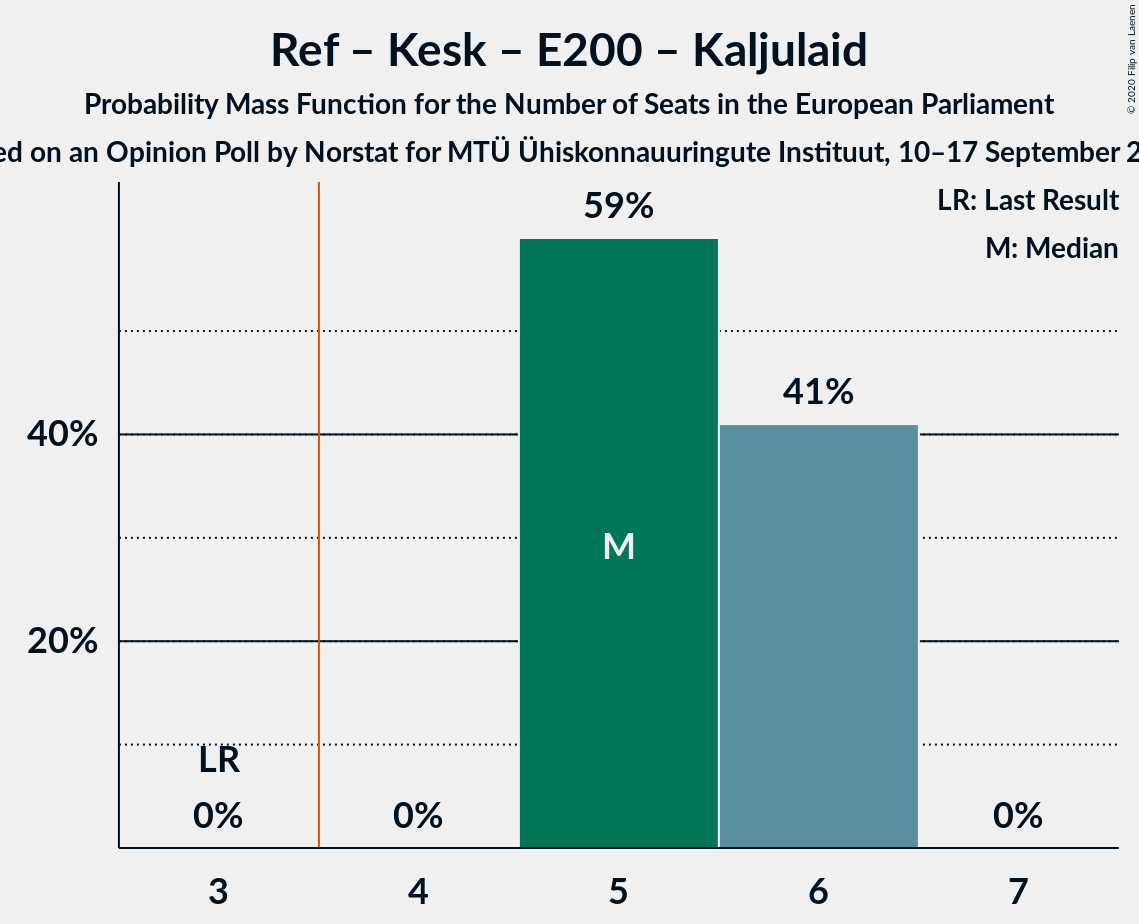 Ref – Kesk – E200 – Kaljulaid
Probability Mass Function for the Number of Seats in the European Parliament
on an Opinion Poll by Norstat for MTÜ Ühiskonnauuringute Instituut, 10–17 September
© 2020 Filip van Laenen
LR: Last Result
M: Median
59%
41%
40%
M
20%
LR
0%
0%
0%
3
4
5
6
7